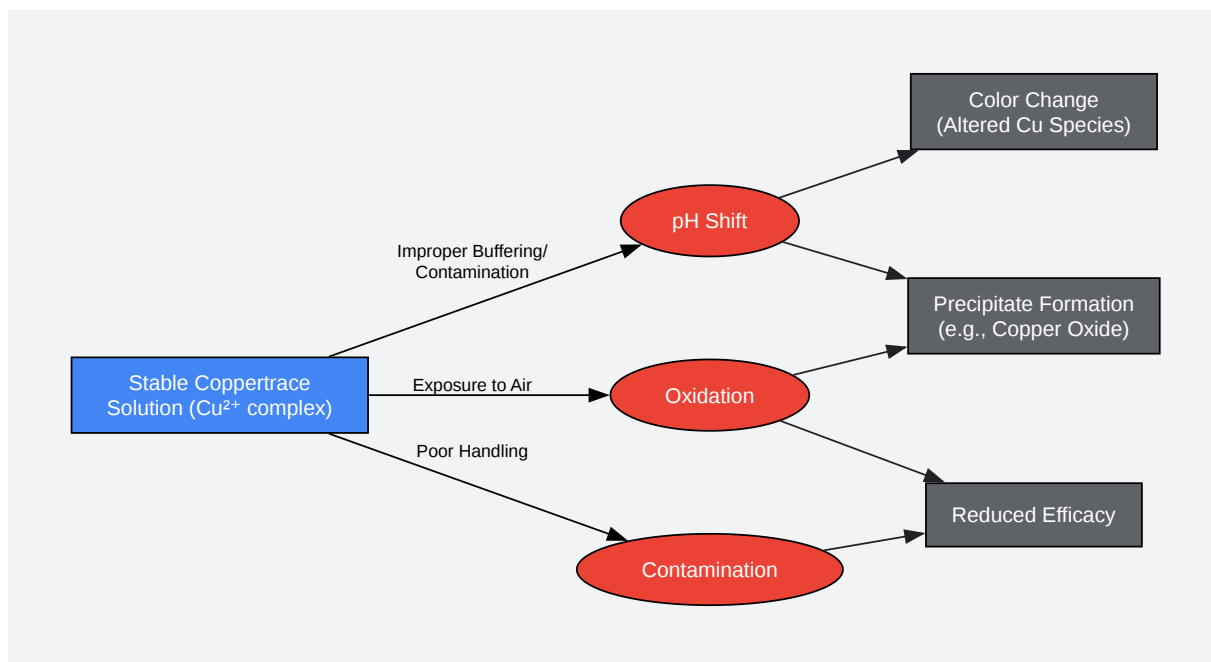 Color Change
(Altered Cu Species)
pH Shift
Improper Buffering/
Contamination
Precipitate Formation
(e.g., Copper Oxide)
Stable Coppertrace
Solution (Cu²⁺ complex)
Exposure to Air
Oxidation
Poor Handling
Reduced Efficacy
Contamination